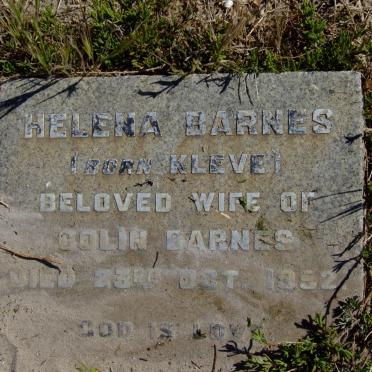 HELENA BARNES
(BORN KLEVE)
BELOVED WIFE OF
COLIN BARNES
DIED 23RD OCT. 1952
GOD IS LOVE